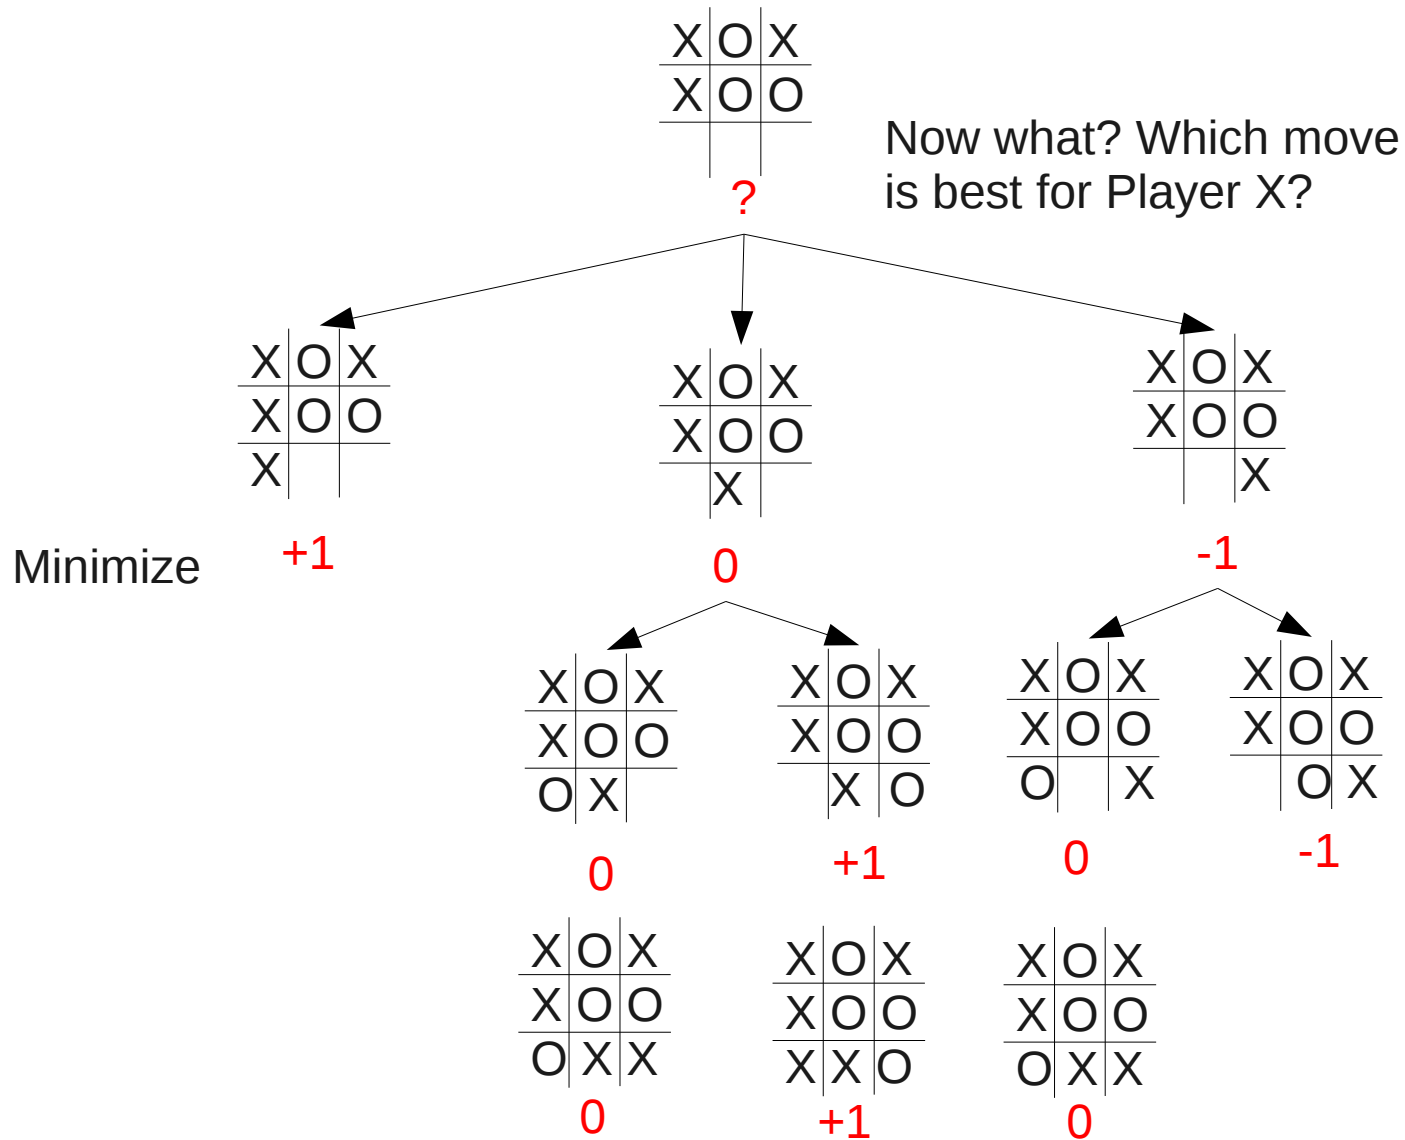 X O X
X O O
Now what? Which move
is best for Player X?
?
X O X
X O O
X
X O X
X O O
X
X O X
X O O
X
Minimize
+1
0
-1
X O X
X O O
O X
X O X
X O O
X O
X O X
X O O
O X
X O X
X O O
O X
0
+1
0
-1
X O X
X O O
O X X
0
X O X
X O O
X X O
+1
X O X
X O O
O X X
0